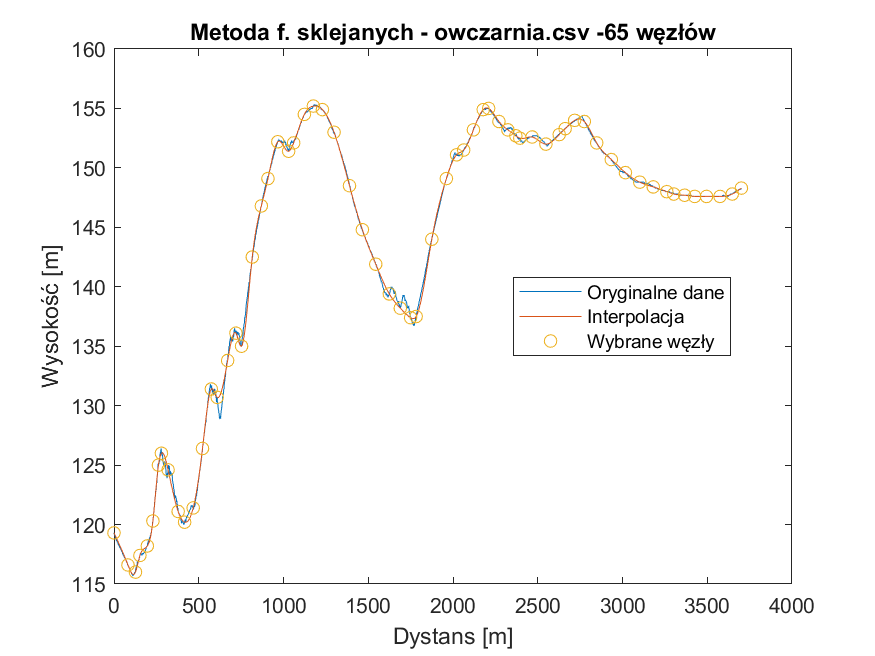 Metoda f. sklejanych - owczarnia.csv -65 węzłów
160
155
150
145
140
135
130
125
120
115
Wysokość [m]
Oryginalne dane
Interpolacja
Wybrane węzły
0 500 1000 1500 2000 2500 3000 3500 4000
Dystans [m]